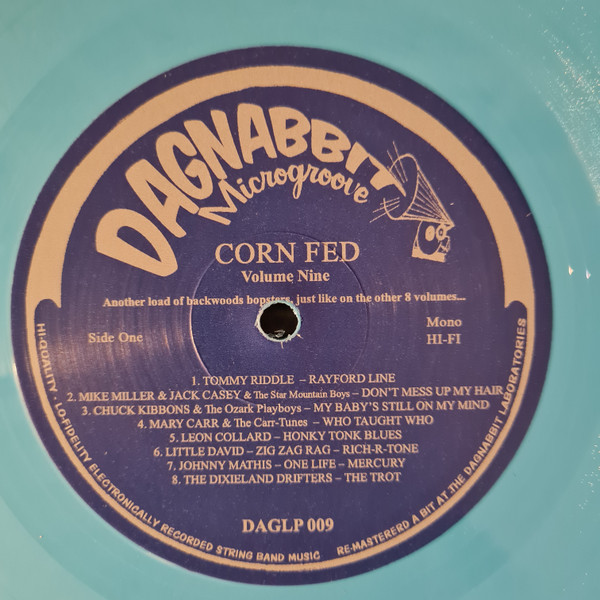 DAGNABBIT
Microgroove
CORN FED
Volume Nine
Another load of backwoods bopsters, just like on the other 8 volumes...
Side One
Mono
HI-FI
1. TOMMY RIDDLE – RAYFORD LINE
2. MIKE MILLER & JACK CASEY & The Star Mountain Boys – DON'T MESS UP MY HAIR
3. CHUCK KIBBONS & The Ozark Playboys – MY BABY'S STILL ON MY MIND
4. MARY CARR & The Carr-Tunes – WHO TAUGHT WHO
5. LEON COLLARD – HONKY TONK BLUES
6. LITTLE DAVID – ZIG ZAG RAG – RICH-R-TONE
7. JOHNNY MATHIS – ONE LIFE – MERCURY
8. THE DIXIELAND DRIFTERS – THE TROT
DAGLP 009
HI-QUALITY - LO-FIDELITY ELECTRONICALLY RECORDED STRING BAND MUSIC
RE-MASTERERD A BIT AT THE DAGNABBIT LABORATORIES